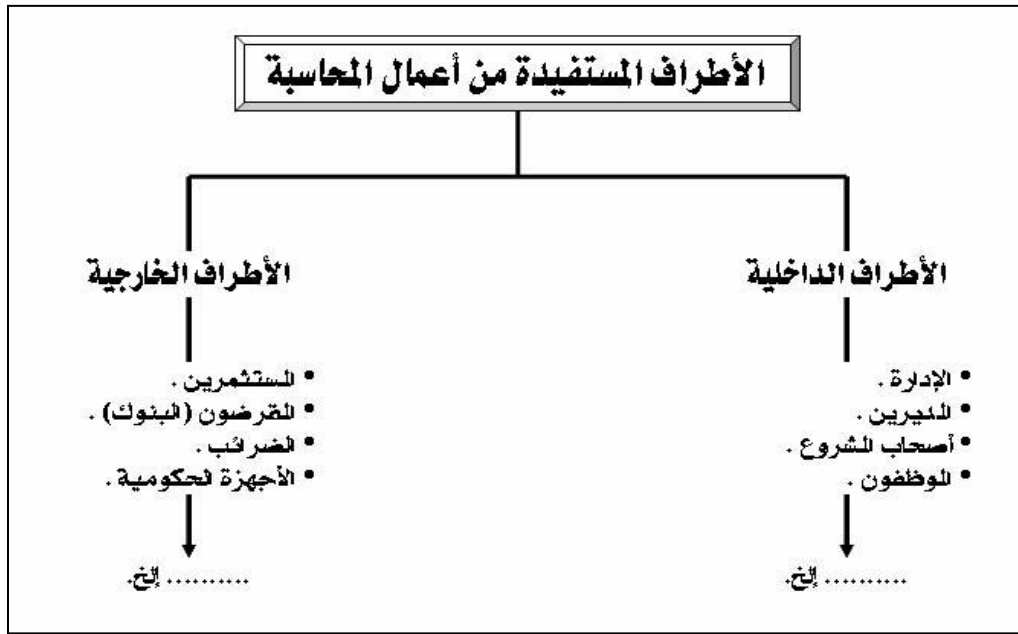 الأطراف المستفيدة من أعمال المحاسبة
الأطراف الداخلية
• الإدارة .
• المديرين .
• أصحاب المشروع .
• الموظفون .
.......... إلخ.
الأطراف الخارجية
• المستثمرين .
• المقرضون (البنوك) .
• الضرائب .
• الأجهزة الحكومية .
.......... إلخ.